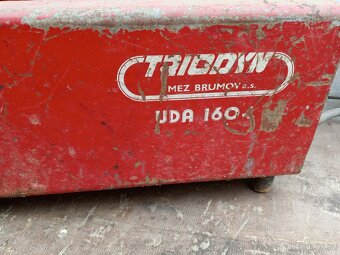 TRIODYN
MEZ BRUMOV a.s.
UDA 160